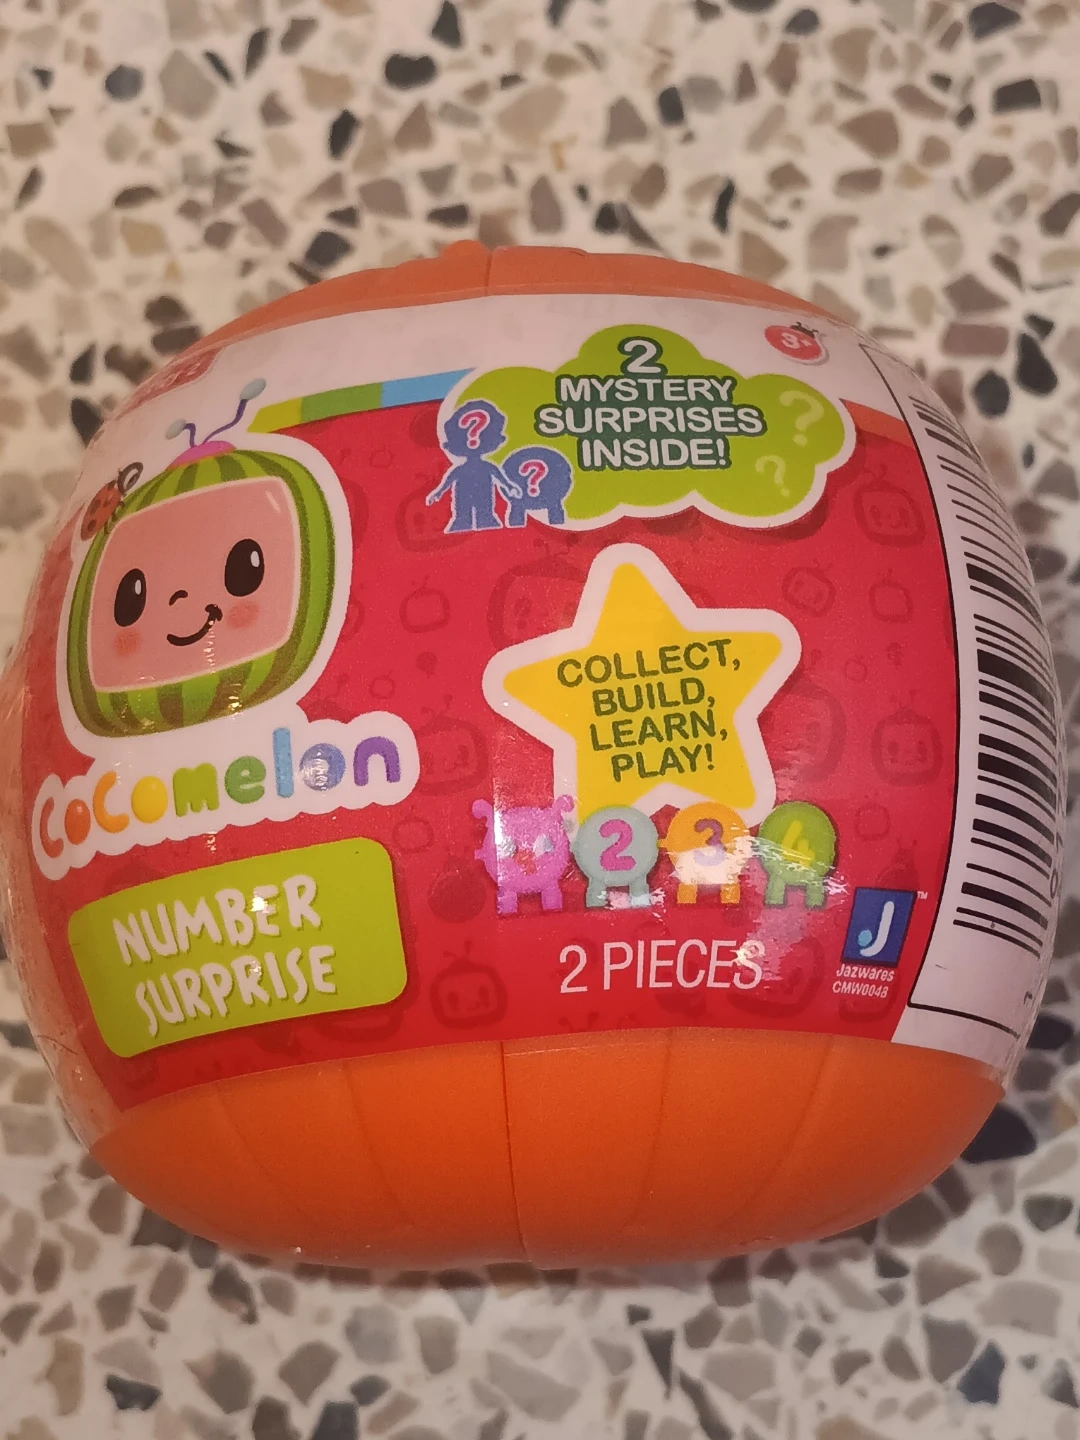 2
MYSTERY
SURPRISES
INSIDE!
3+
?
?
?
?
COLLECT,
BUILD,
LEARN,
PLAY!
CoComelon
2 3 4
NUMBER
SURPRISE
2 PIECES
J
Jazwares
CMW0048
TM